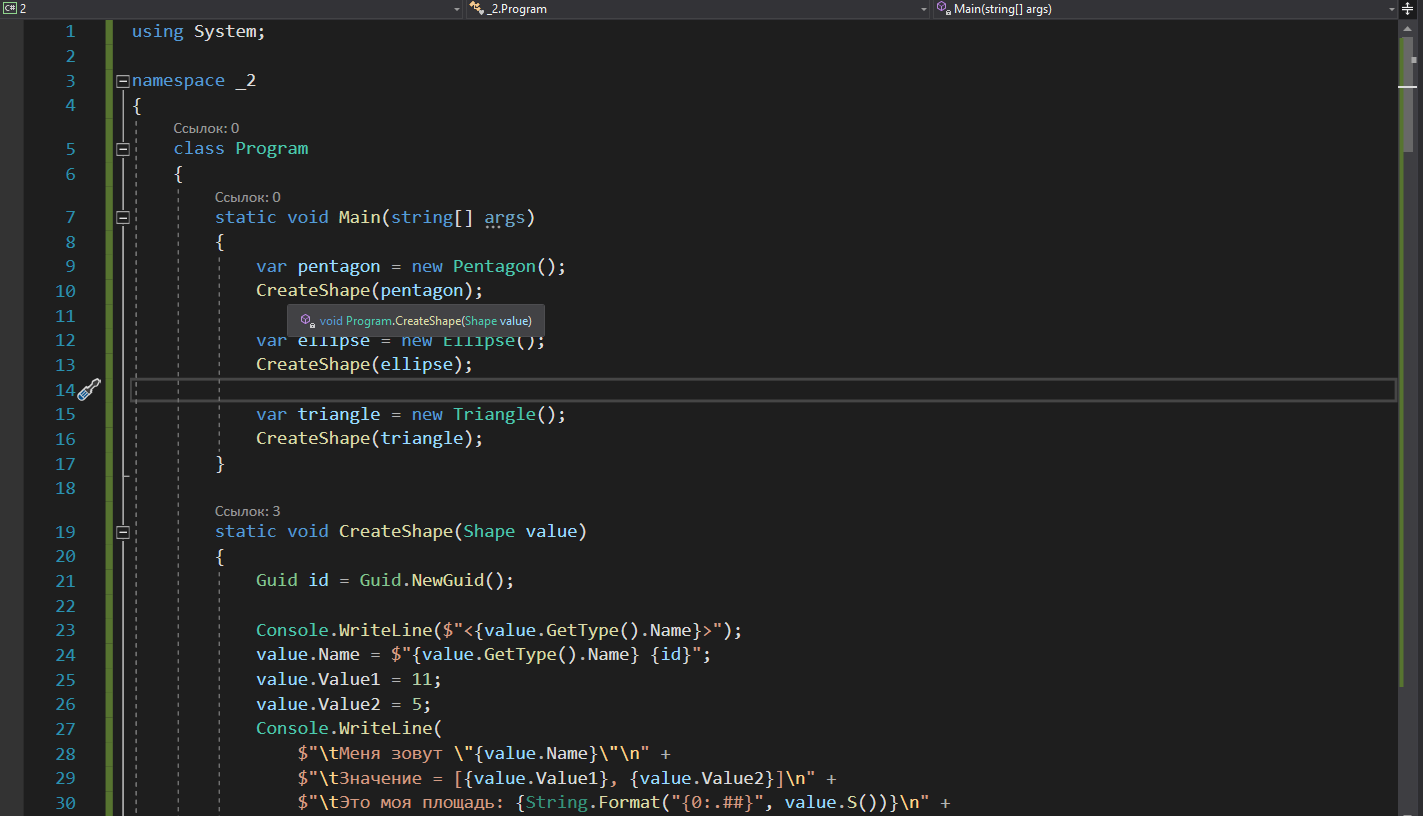 C# 2
_2.Program
Main(string[] args)
1 using System;
2
3 namespace _2
4 {
Ссылок: 0
5 class Program
6 {
Ссылок: 0
7 static void Main(string[] args)
8 {
9 var pentagon = new Pentagon();
10 CreateShape(pentagon);
11
void Program.CreateShape(Shape value)
12 var ellipse = new Ellipse();
13 CreateShape(ellipse);
14
15 var triangle = new Triangle();
16 CreateShape(triangle);
17 }
18
Ссылок: 3
19 static void CreateShape(Shape value)
20 {
21 Guid id = Guid.NewGuid();
22
23 Console.WriteLine($"<{value.GetType().Name}>");
24 value.Name = $"{value.GetType().Name} {id}";
25 value.Value1 = 11;
26 value.Value2 = 5;
27 Console.WriteLine(
28 $"\tМеня зовут \"{value.Name}\"\n" +
29 $"\tЗначение = [{value.Value1}, {value.Value2}]\n" +
30 $"\tЭто моя площадь: {String.Format("{0:.##}", value.S())}\n" +